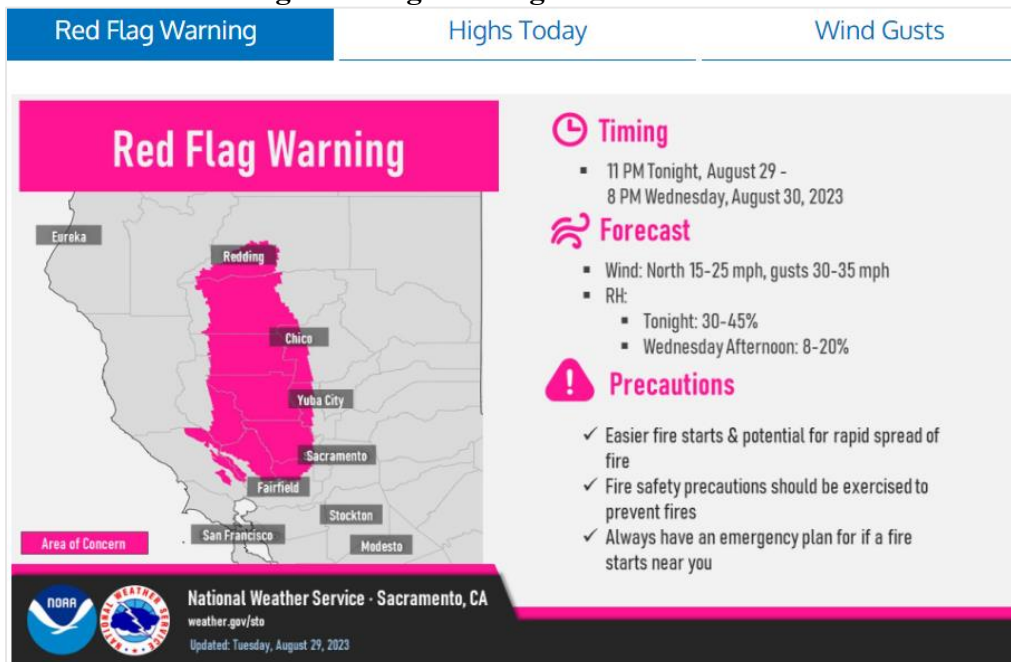 Red Flag Warning
Highs Today
Wind Gusts
Red Flag Warning
Eureka
Redding
Chico
Yuba City
Sacramento
Fairfield
Stockton
San Francisco
Modesto
Area of Concern
Timing
▪ 11 PM Tonight, August 29 -
8 PM Wednesday, August 30, 2023
Forecast
▪ Wind: North 15-25 mph, gusts 30-35 mph
▪ RH:
▪ Tonight: 30-45%
▪ Wednesday Afternoon: 8-20%
Precautions
✓ Easier fire starts & potential for rapid spread of
fire
✓ Fire safety precautions should be exercised to
prevent fires
✓ Always have an emergency plan for if a fire
starts near you
NOAA
NATIONAL WEATHER SERVICE
National Weather Service - Sacramento, CA
weather.gov/sto
Updated: Tuesday, August 29, 2023